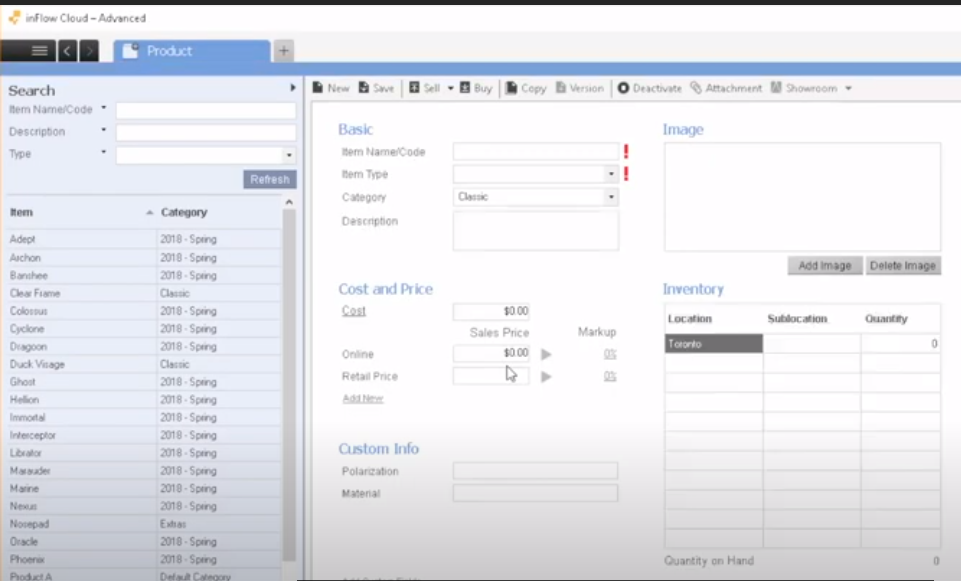 inFlow Cloud – Advanced
Product
Search
Item Name/Code
Description
Type
Refresh
Item Category
Adept 2018 - Spring
Archon 2018 - Spring
Banshee 2018 - Spring
Clear Frame Classic
Colossus 2018 - Spring
Cyclone 2018 - Spring
Dragoon 2018 - Spring
Duck Visage Classic
Ghost 2018 - Spring
Hellion 2018 - Spring
Immortal 2018 - Spring
Interceptor 2018 - Spring
Librator 2018 - Spring
Marauder 2018 - Spring
Marine 2018 - Spring
Nexus 2018 - Spring
Nosepad Extras
Oracle 2018 - Spring
Phoenix 2018 - Spring
Product A Default Category
New Save Sell Buy Copy Version Deactivate Attachment Showroom
Basic
Item Name/Code
Item Type
Category Classic
Description
Cost and Price
Cost $0.00
Sales Price Markup
Online $0.00 0%
Retail Price 0%
Add New
Custom Info
Polarization
Material
Image
Add Image Delete Image
Inventory
Location Sublocation Quantity
Toronto 0
Quantity on Hand 0